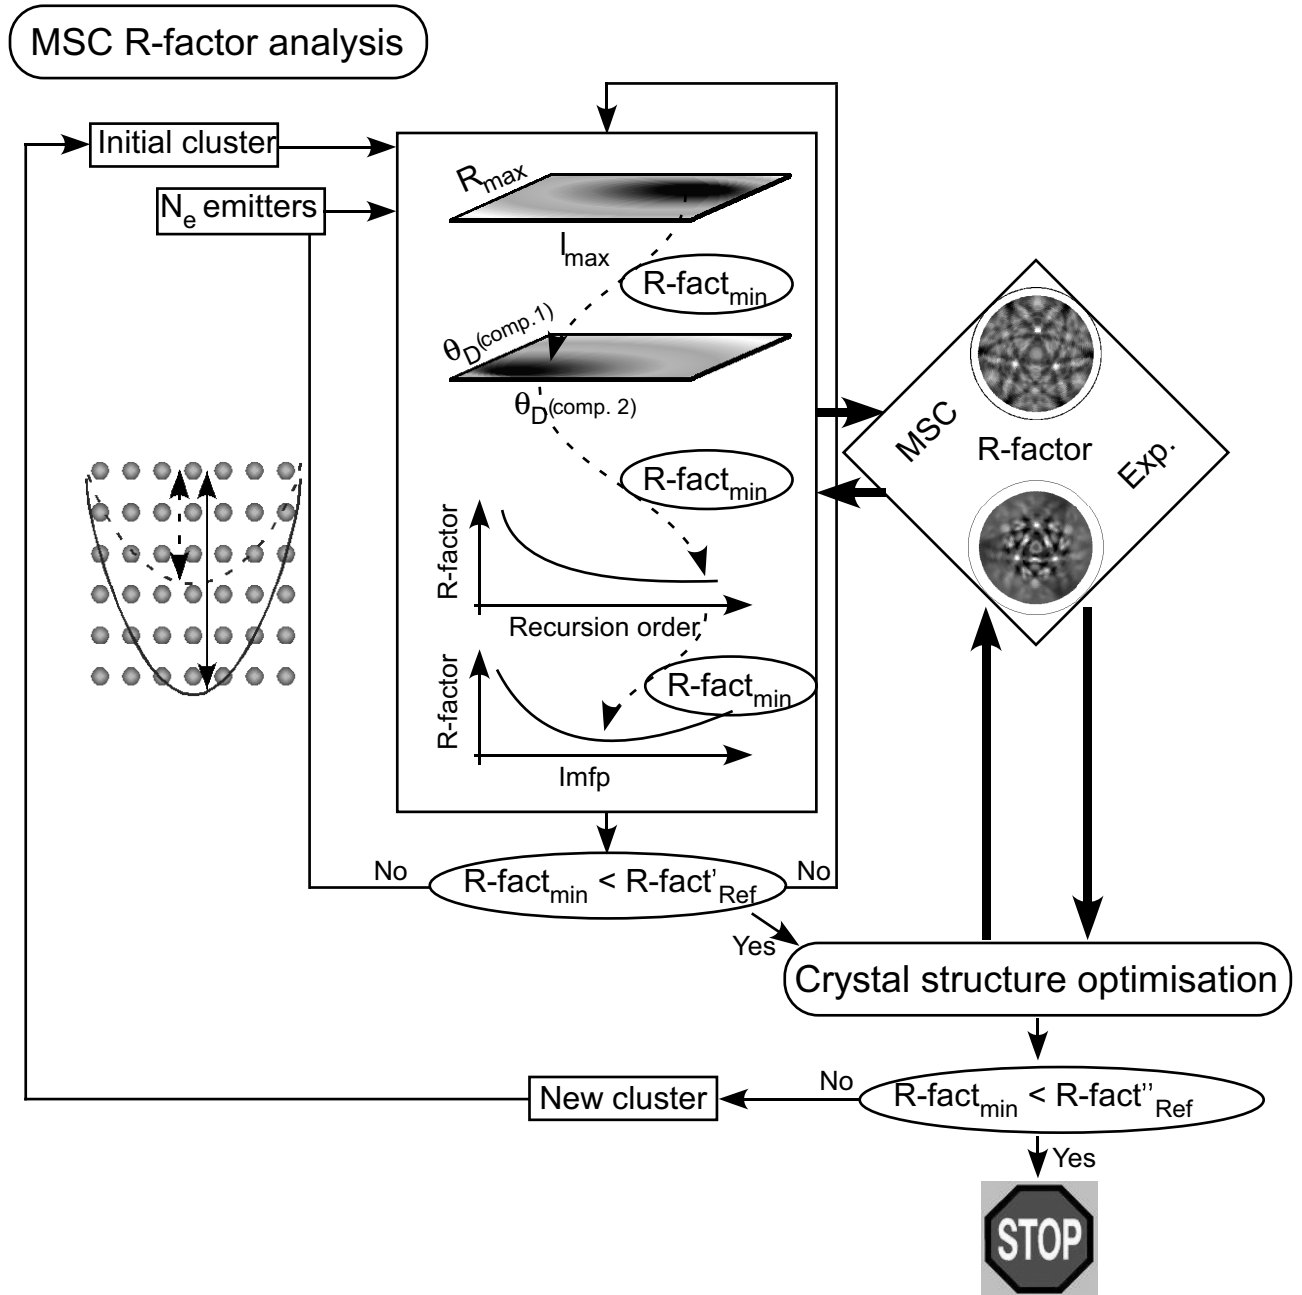 MSC R-factor analysis
Initial cluster
Ne emitters
Rmax
lmax
R-factmin
θD(comp. 1)
θD(comp. 2)
R-factmin
R-factor
Recursion order
R-factmin
R-factor
Imfp
MSC
R-factor
Exp.
No
R-factmin < R-fact'Ref
No
Yes
Crystal structure optimisation
New cluster
No
R-factmin < R-fact''Ref
Yes
STOP